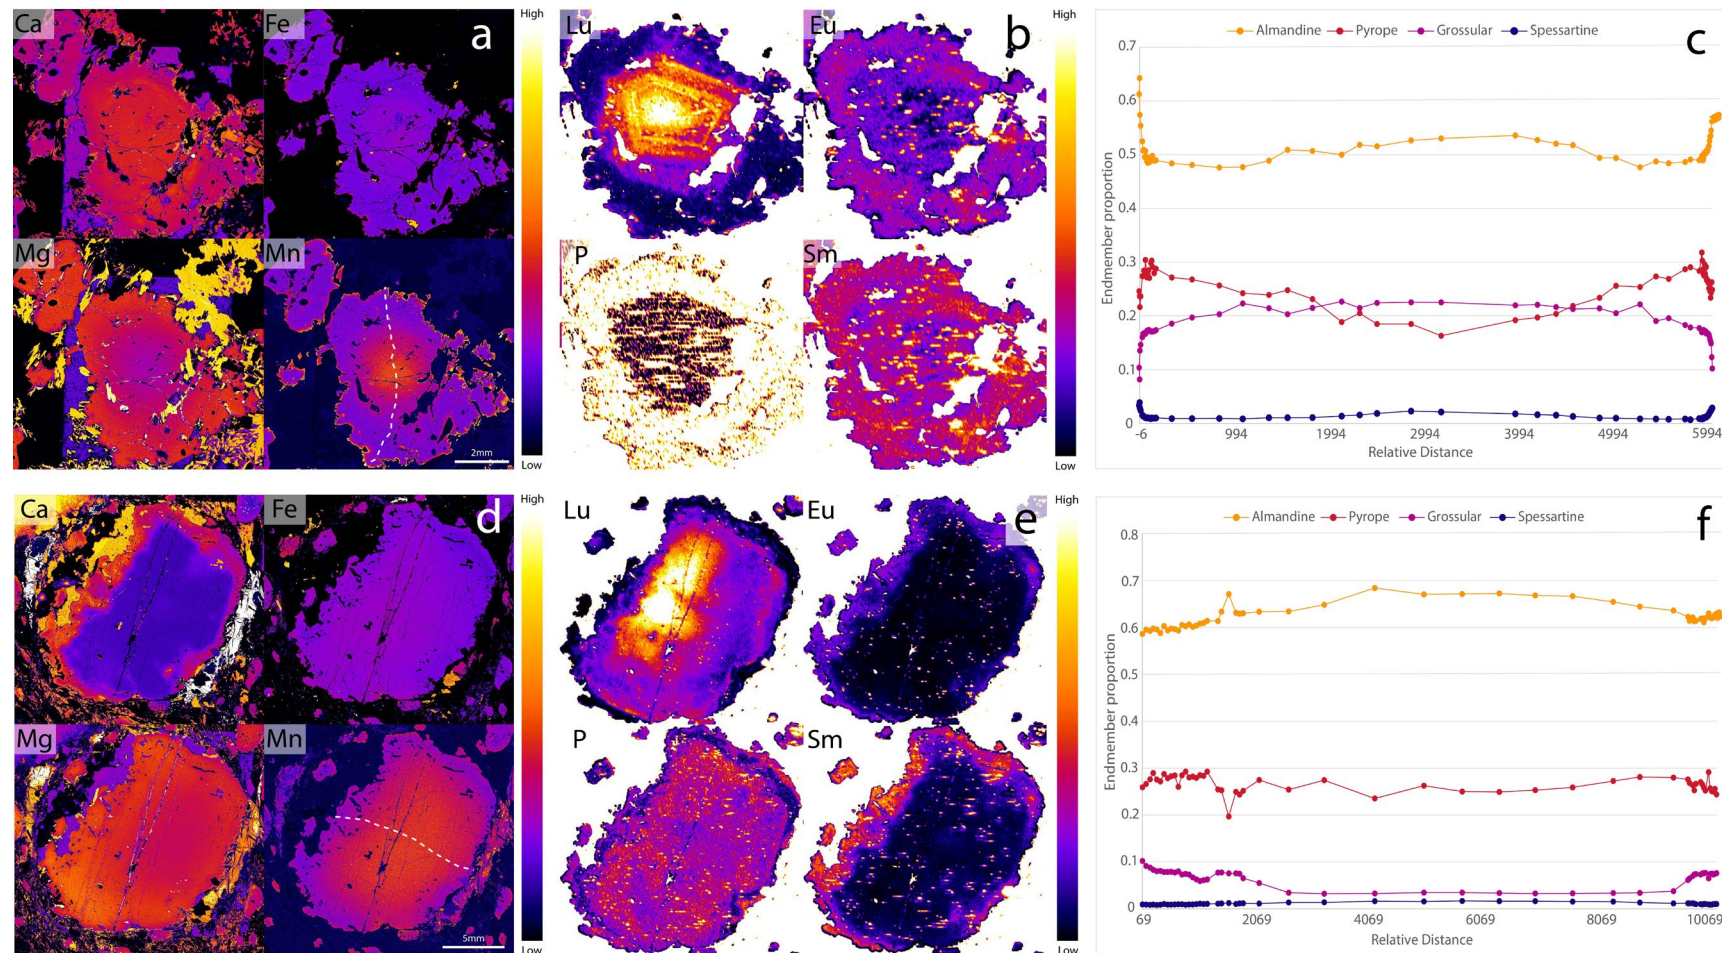 Ca
Fe
a
High
Mg
Mn
2mm
Low
Lu
Eu
b
High
P
Sm
Low
c
Almandine
Pyrope
Grossular
Spessartine
0.7
0.6
0.5
0.4
0.3
0.2
0.1
0
Endmember proportion
-6
994
1994
2994
3994
4994
5994
Relative Distance
Ca
Fe
d
High
Mg
Mn
5mm
Low
Lu
Eu
e
High
P
Sm
Low
f
Almandine
Pyrope
Grossular
Spessartine
0.8
0.7
0.6
0.5
0.4
0.3
0.2
0.1
0
Endmember proportion
69
2069
4069
6069
8069
10069
Relative Distance